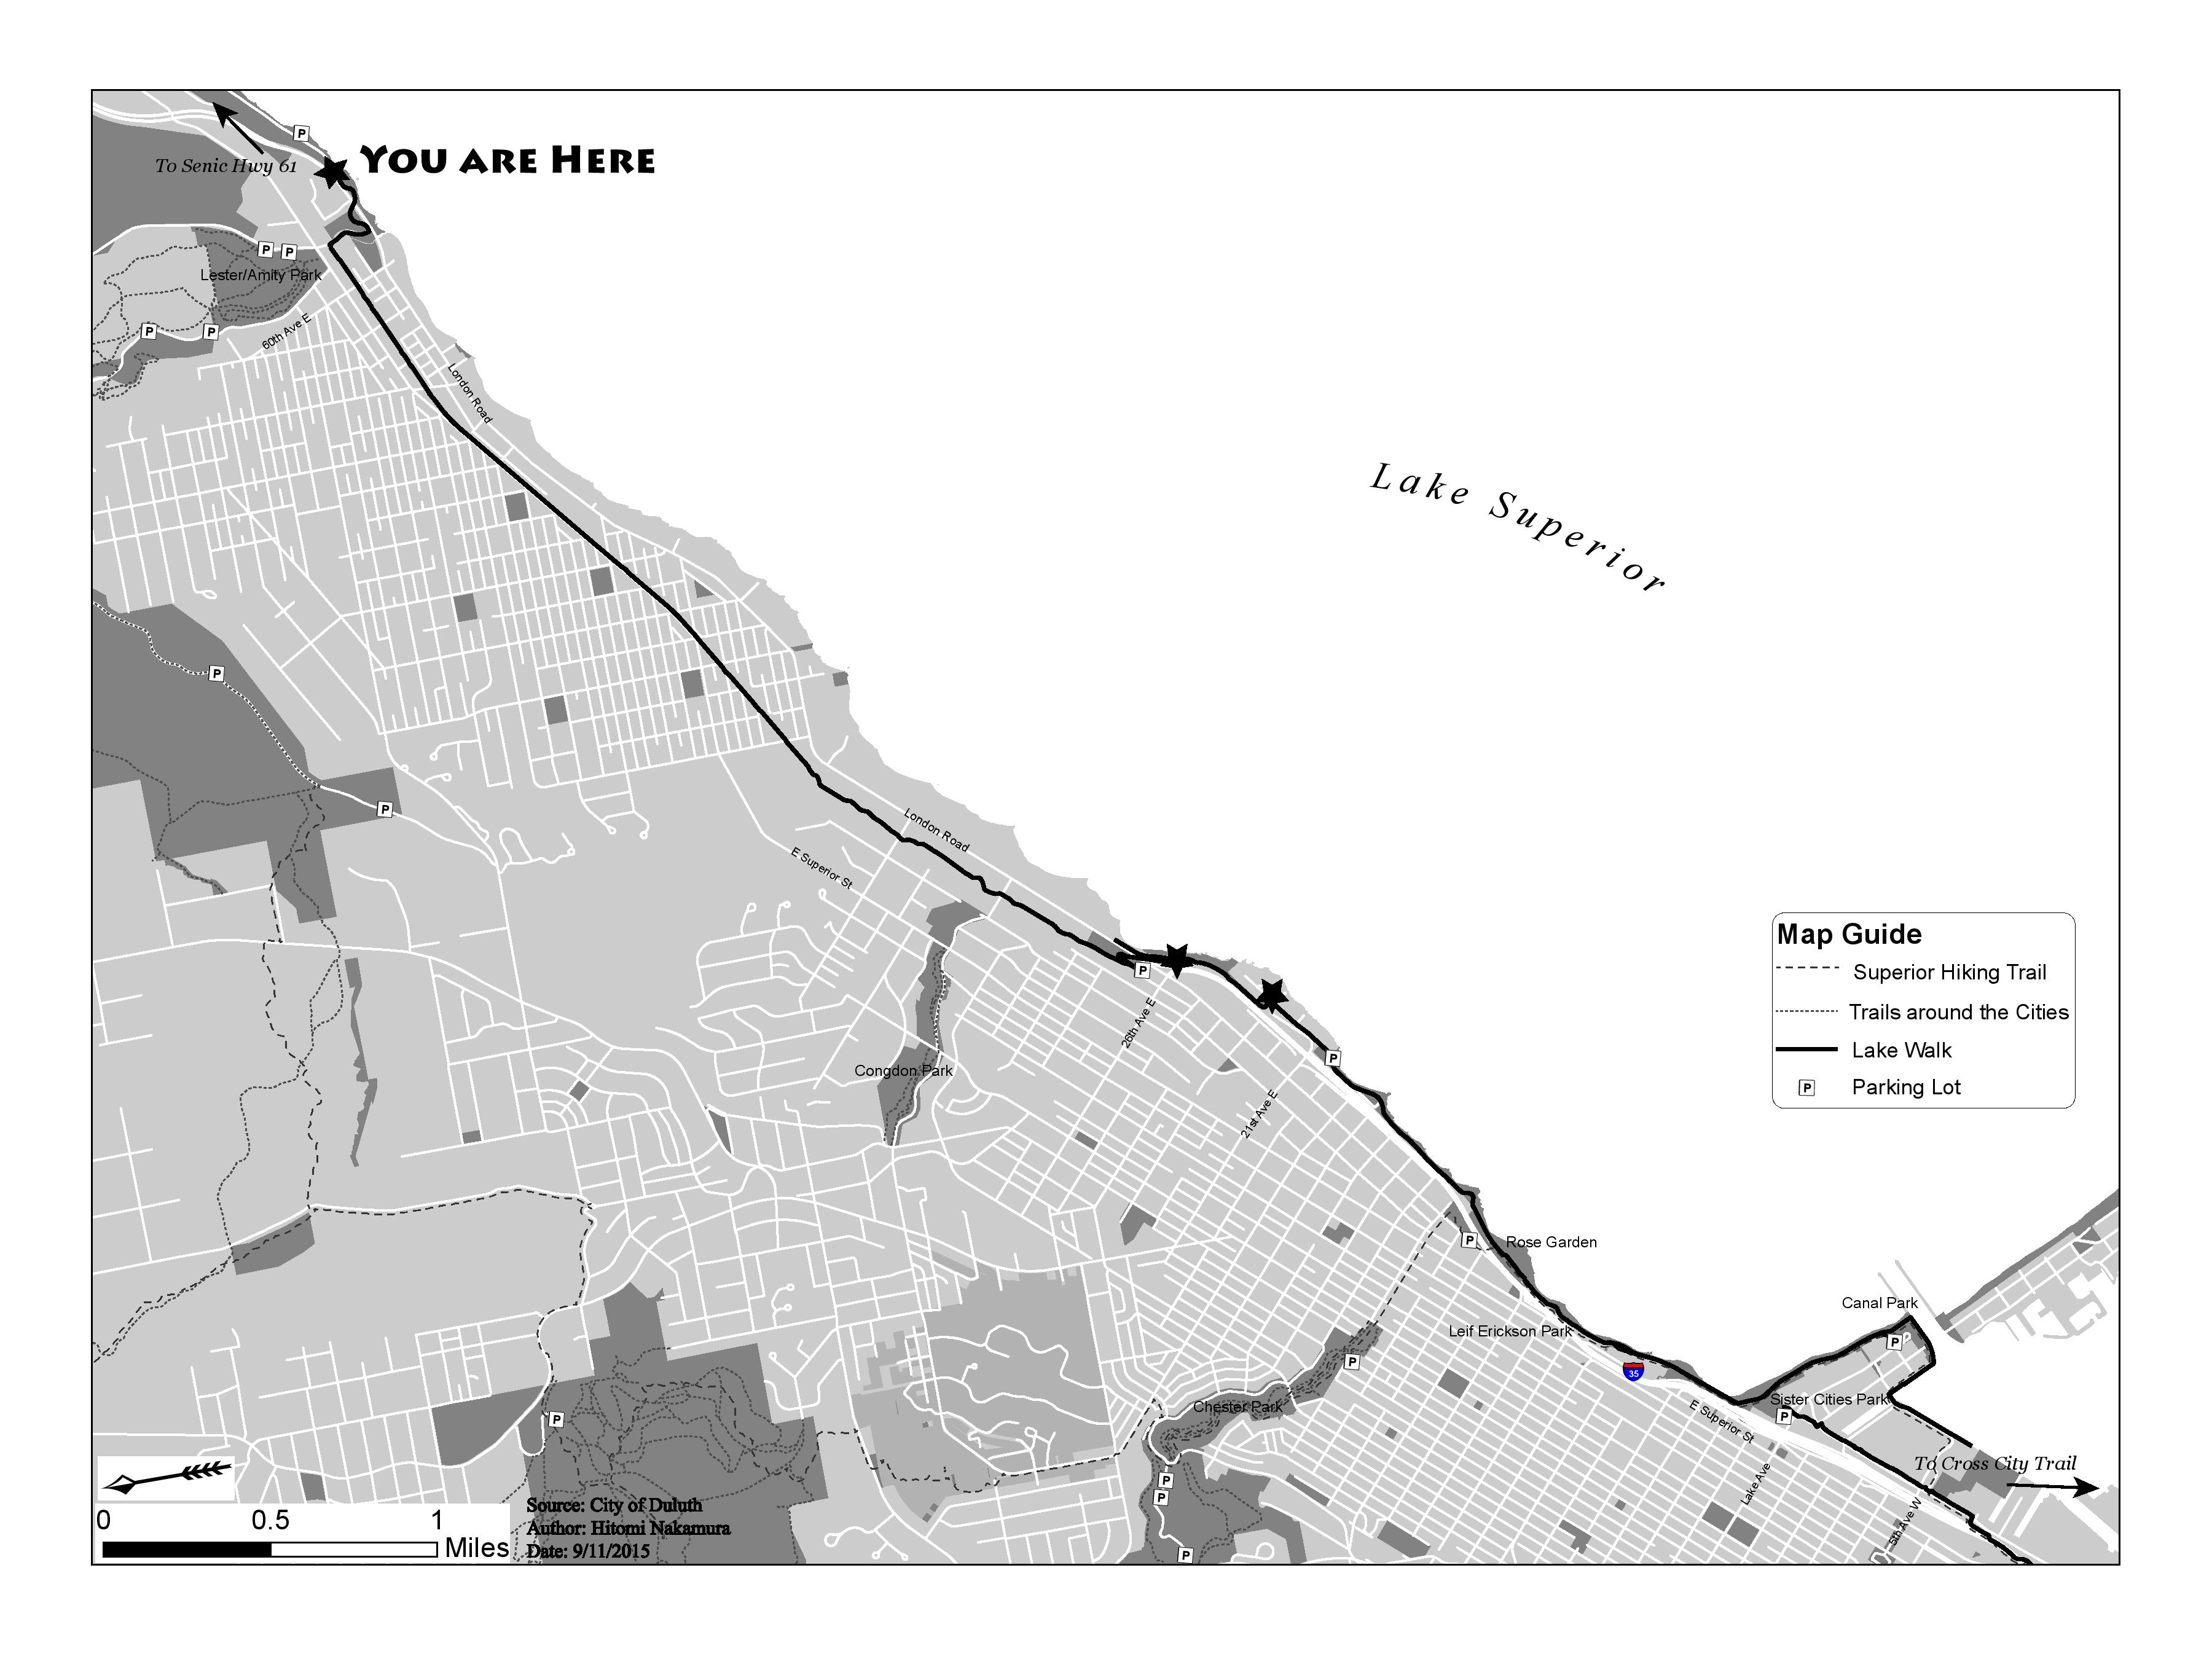 P
YOU ARE HERE
To Senic Hwy 61
P P
Lester/Amity Park
60th Ave E
P P
London Road
Lake Superior
P
P
London Road
E Superior St
Map Guide
Superior Hiking Trail
Trails around the Cities
Lake Walk
P Parking Lot
P
26th Ave E
P
Congdon Park
21st Ave E
P
Rose Garden
Canal Park
Leif Erickson Park
P
P
35
Chester Park
Sister Cities Park
P
P
E Superior St
To Cross City Trail
Lake Ave
P
P
5th Ave W
P
0 0.5 1
Miles
Source: City of Duluth
Author: Hitomi Nakamura
Date: 9/11/2015